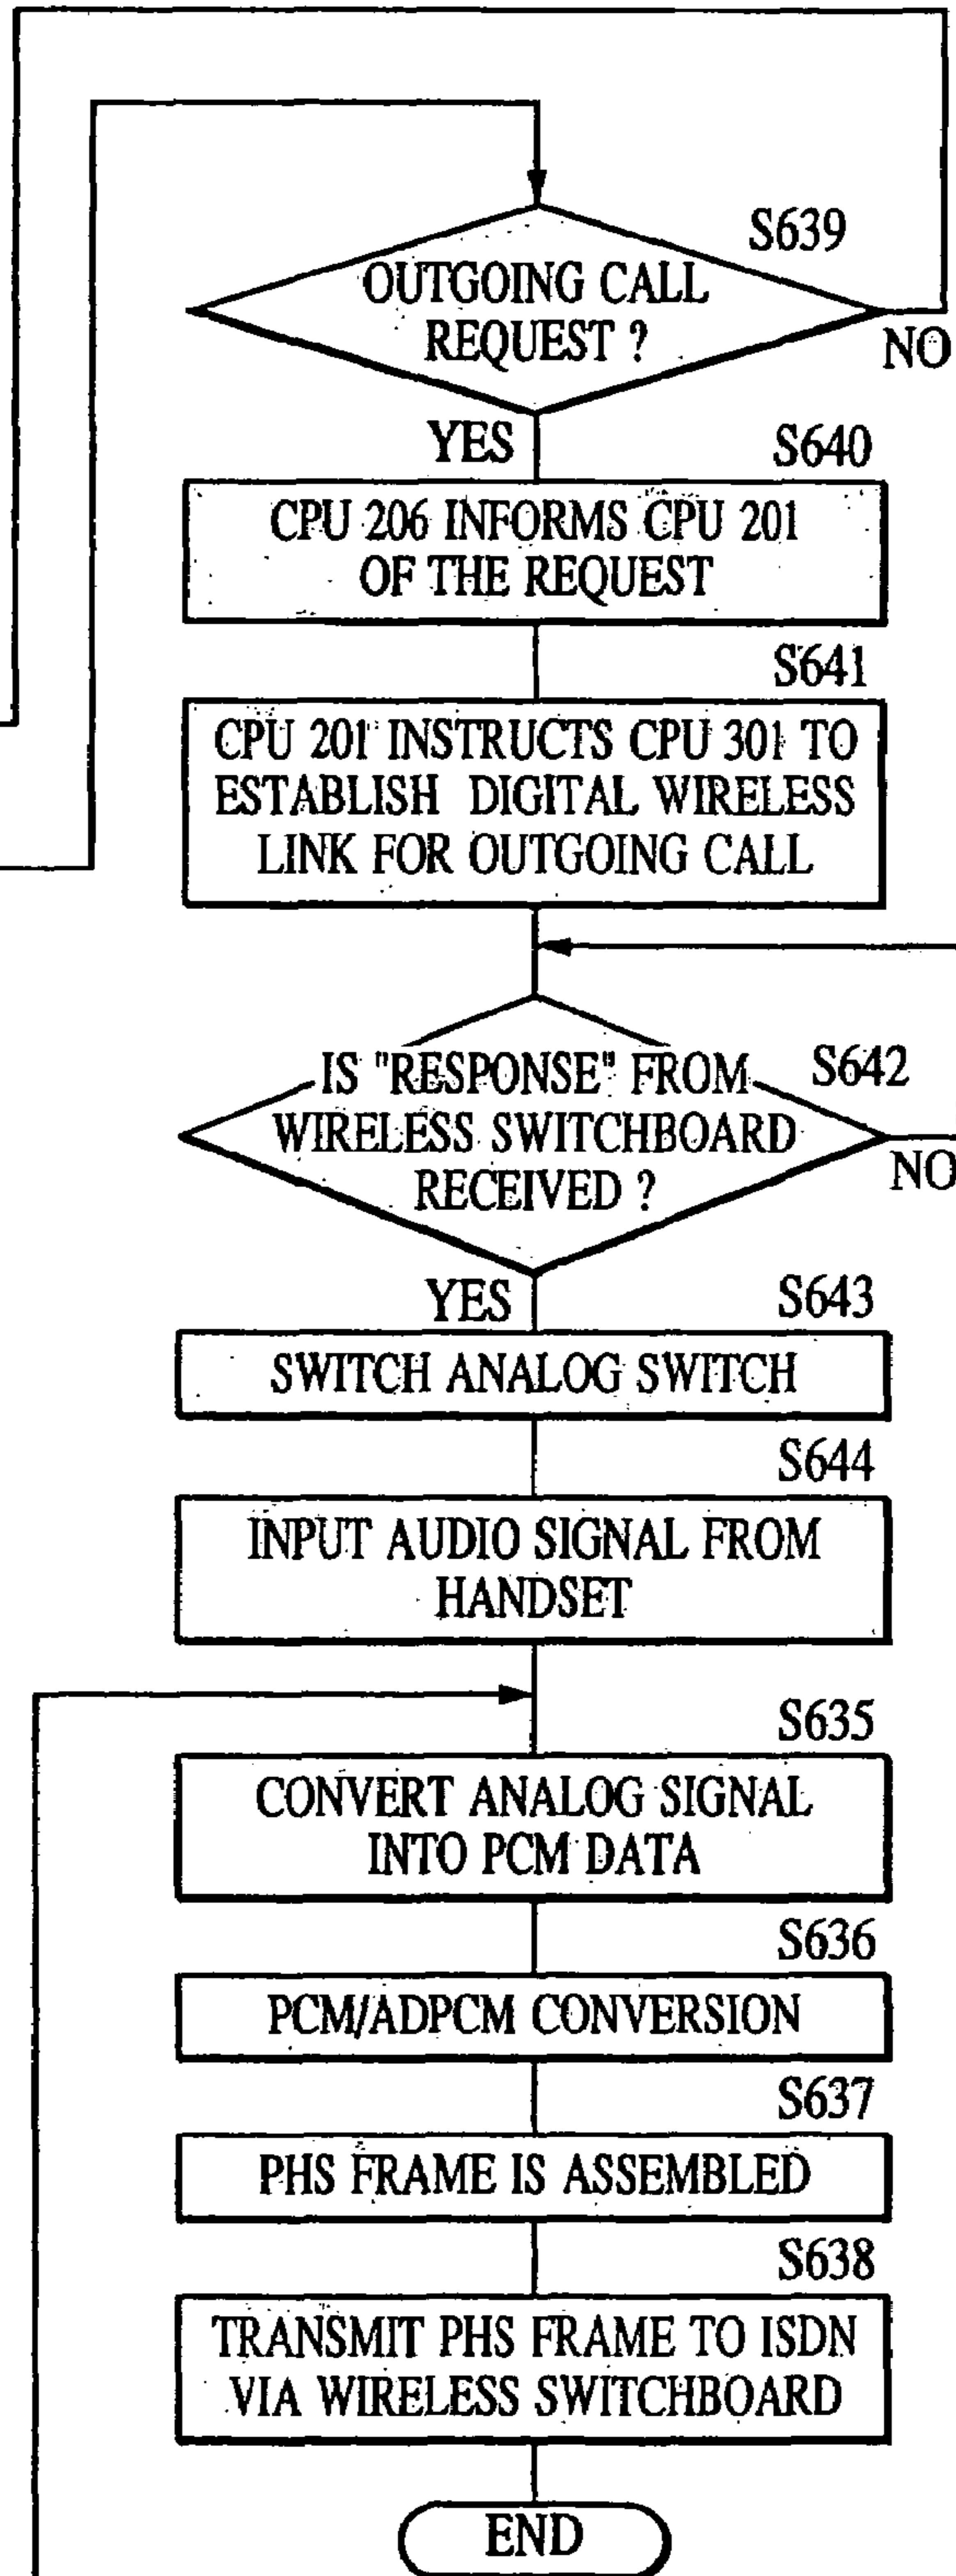 S639
OUTGOING CALL
REQUEST ?
NO
YES
S640
CPU 206 INFORMS CPU 201
OF THE REQUEST
S641
CPU 201 INSTRUCTS CPU 301 TO
ESTABLISH DIGITAL WIRELESS
LINK FOR OUTGOING CALL
IS "RESPONSE" FROM
S642
WIRELESS SWITCHBOARD
RECEIVED ?
NO
YES
S643
SWITCH ANALOG SWITCH
S644
INPUT AUDIO SIGNAL FROM
HANDSET
S635
CONVERT ANALOG SIGNAL
INTO PCM DATA
S636
PCM/ADPCM CONVERSION
S637
PHS FRAME IS ASSEMBLED
S638
TRANSMIT PHS FRAME TO ISDN
VIA WIRELESS SWITCHBOARD
END